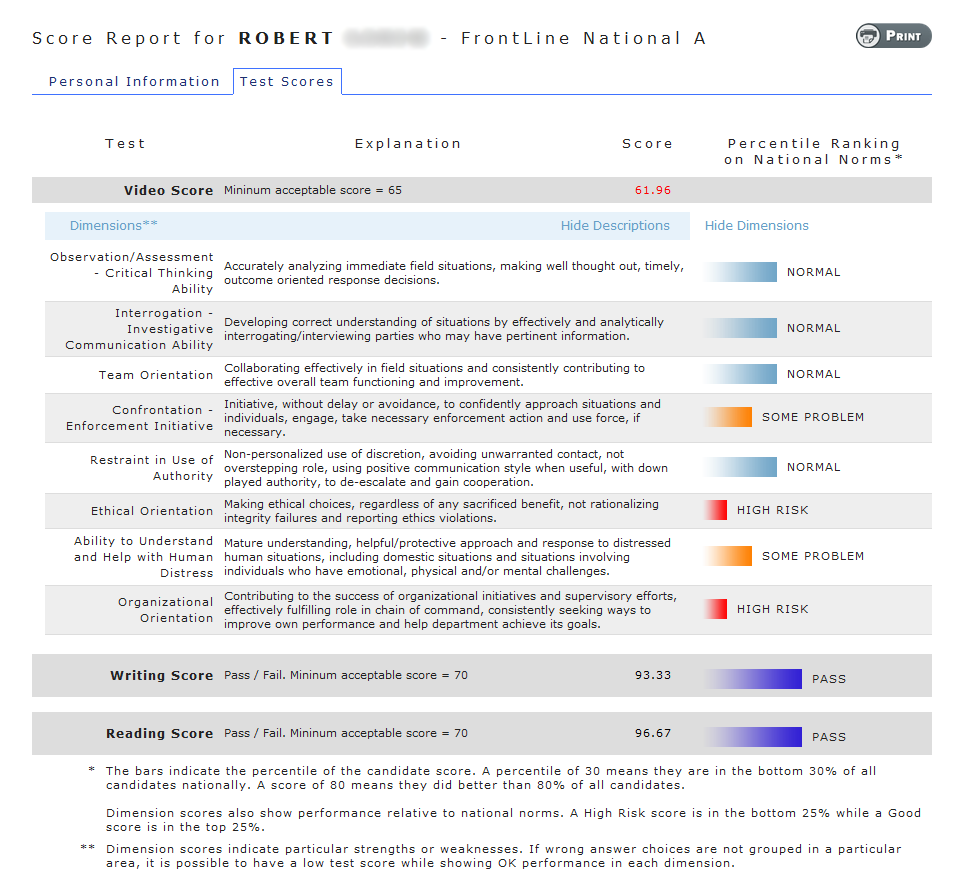 Score Report for ROBERT - FrontLine National A
PRINT
Personal Information
Test Scores
Test
Explanation
Score
Percentile Ranking
on National Norms*
Video Score
Mininum acceptable score = 65
61.96
Dimensions**
Hide Descriptions
Hide Dimensions
Observation/Assessment
- Critical Thinking
Ability
Accurately analyzing immediate field situations, making well thought out, timely,
outcome oriented response decisions.
NORMAL
Interrogation -
Investigative
Communication Ability
Developing correct understanding of situations by effectively and analytically
interrogating/interviewing parties who may have pertinent information.
NORMAL
Team Orientation
Collaborating effectively in field situations and consistently contributing to
effective overall team functioning and improvement.
NORMAL
Confrontation -
Enforcement Initiative
Initiative, without delay or avoidance, to confidently approach situations and
individuals, engage, take necessary enforcement action and use force, if
necessary.
SOME PROBLEM
Restraint in Use of
Authority
Non-personalized use of discretion, avoiding unwarranted contact, not
overstepping role, using positive communication style when useful, with down
played authority, to de-escalate and gain cooperation.
NORMAL
Ethical Orientation
Making ethical choices, regardless of any sacrificed benefit, not rationalizing
integrity failures and reporting ethics violations.
HIGH RISK
Ability to Understand
and Help with Human
Distress
Mature understanding, helpful/protective approach and response to distressed
human situations, including domestic situations and situations involving
individuals who have emotional, physical and/or mental challenges.
SOME PROBLEM
Organizational
Orientation
Contributing to the success of organizational initiatives and supervisory efforts,
effectively fulfilling role in chain of command, consistently seeking ways to
improve own performance and help department achieve its goals.
HIGH RISK
Writing Score
Pass / Fail. Mininum acceptable score = 70
93.33
PASS
Reading Score
Pass / Fail. Mininum acceptable score = 70
96.67
PASS
* The bars indicate the percentile of the candidate score. A percentile of 30 means they are in the bottom 30% of all
candidates nationally. A score of 80 means they did better than 80% of all candidates.
Dimension scores also show performance relative to national norms. A High Risk score is in the bottom 25% while a Good
score is in the top 25%.
** Dimension scores indicate particular strengths or weaknesses. If wrong answer choices are not grouped in a particular
area, it is possible to have a low test score while showing OK performance in each dimension.